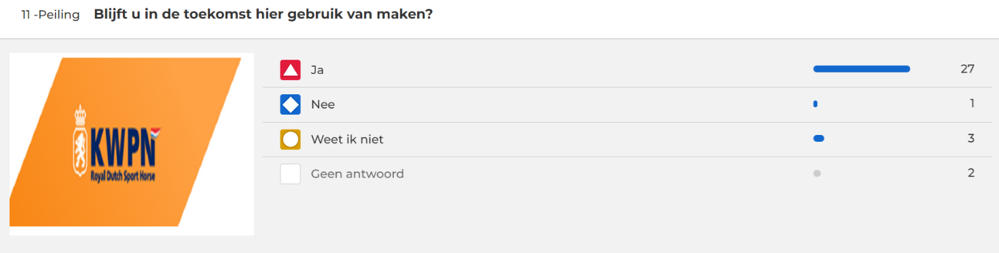 11 -Peiling Blijft u in de toekomst hier gebruik van maken?
KWPN
Royal Dutch Sport Horse
Ja 27
Nee 1
Weet ik niet 3
Geen antwoord 2